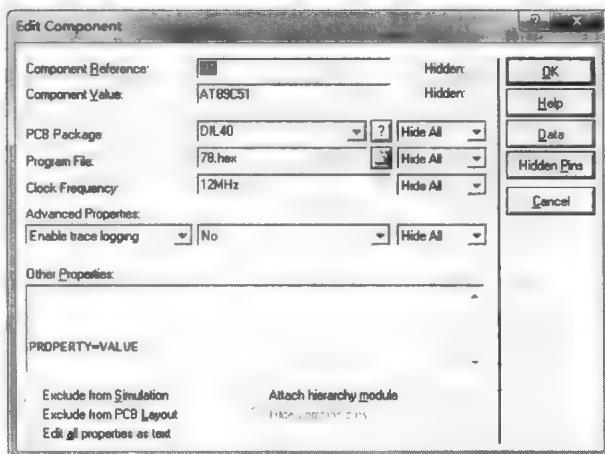 Edit Component
Component Reference: Hidden:
Component Value: AT89C51 Hidden:
PCB Package: DIL40 ? Hide All
Program File: 78.hex Hide All
Clock Frequency 12MHz Hide All
Advanced Properties:
Enable trace logging No Hide All
Other Properties:
PROPERTY=VALUE
Exclude from Simulation Attach hierarchy module
Exclude from PCB Layout
Edit all properties as text
? X
OK
Help
Data
Hidden Pins
Cancel